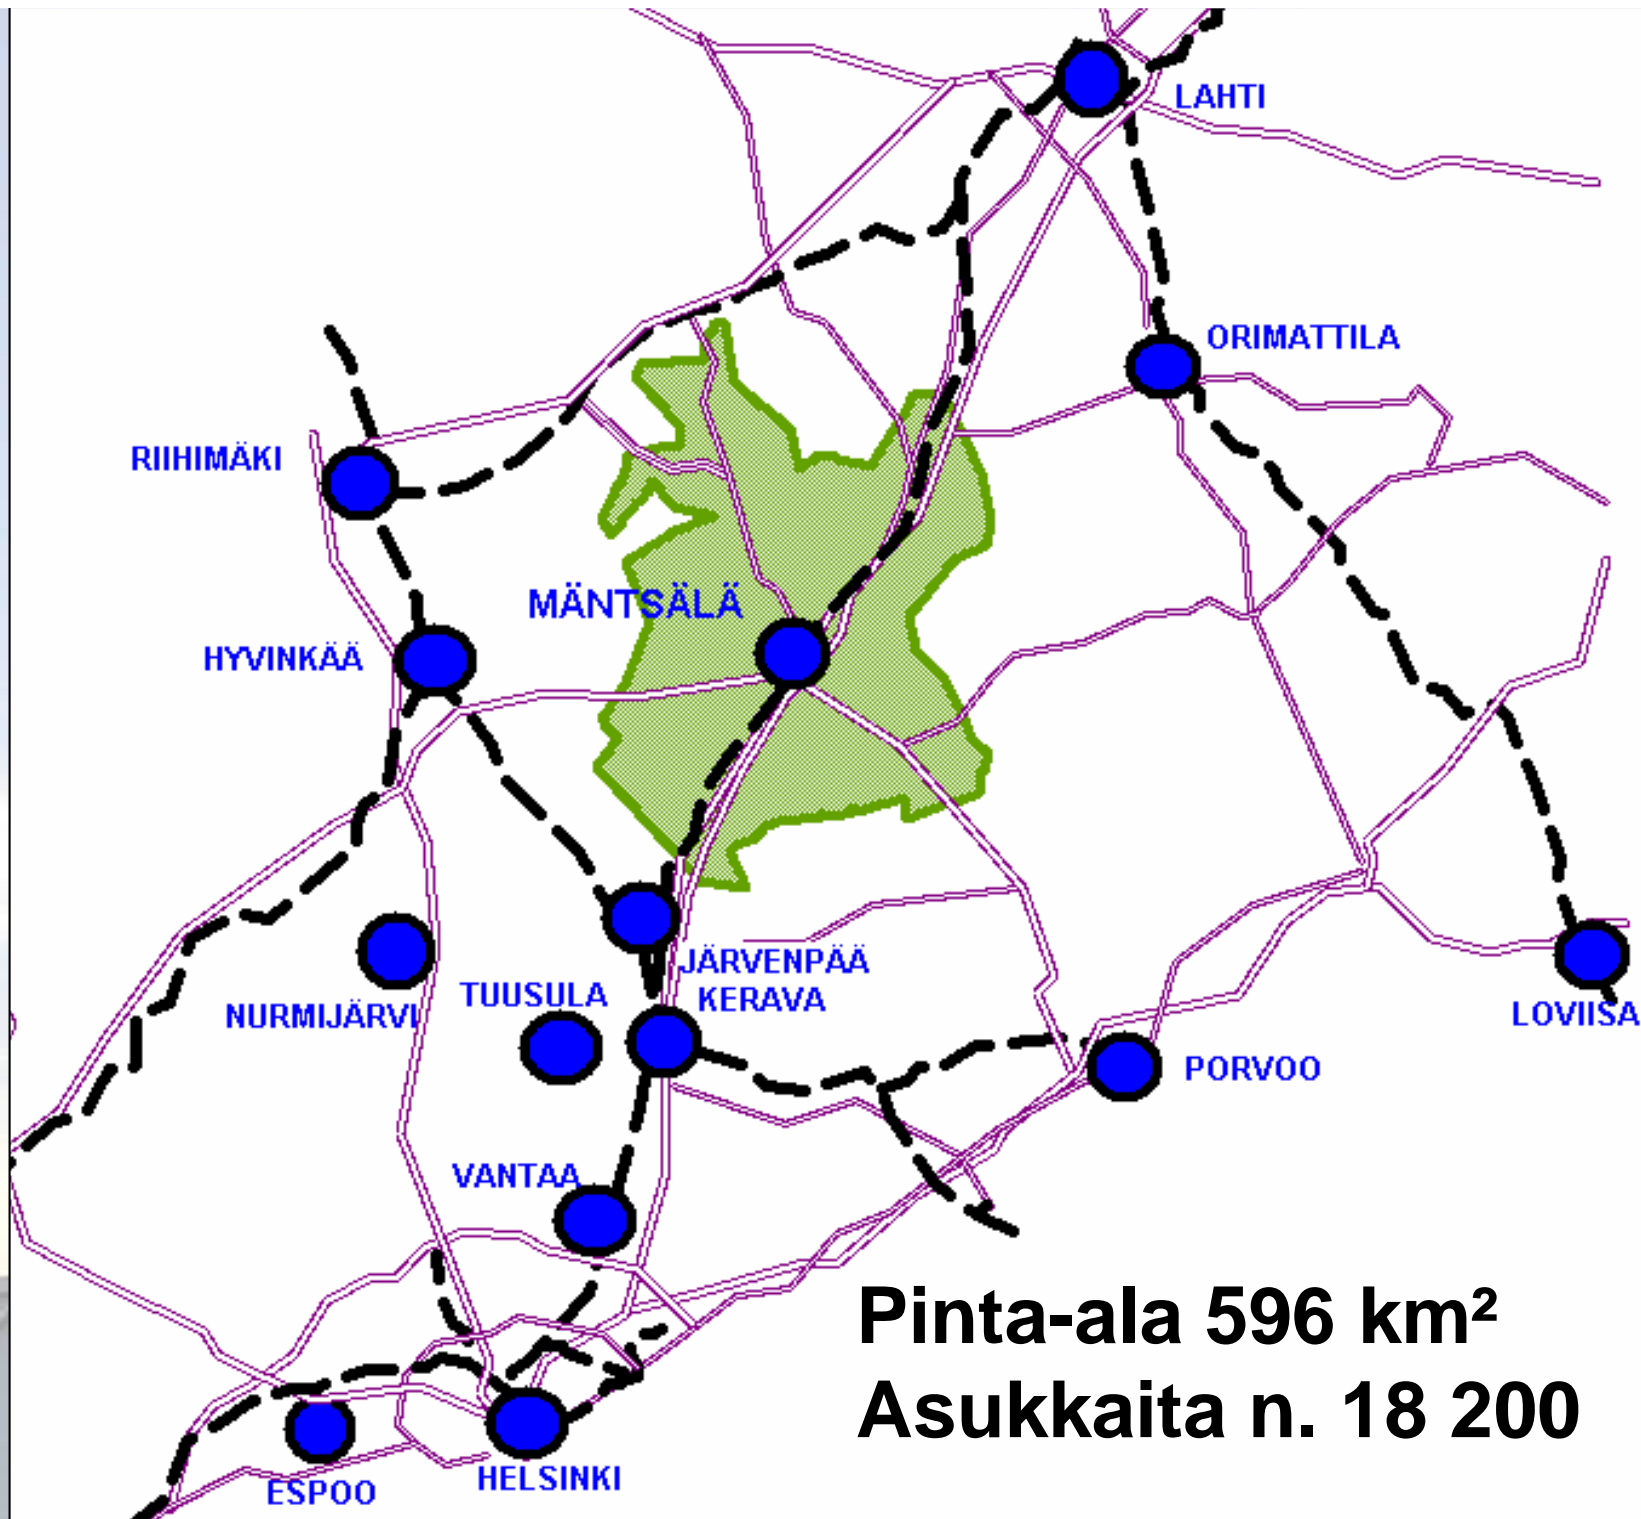 LAHTI
ORIMATTILA
RIIHIMÄKI
MÄNTSÄLÄ
HYVINKÄÄ
JÄRVENPÄÄ
TUUSULA
KERAVA
NURMIJÄRVI
LOVIISA
PORVOO
VANTAA
Pinta-ala 596 km²
Asukkaita n. 18 200
HELSINKI
ESPOO